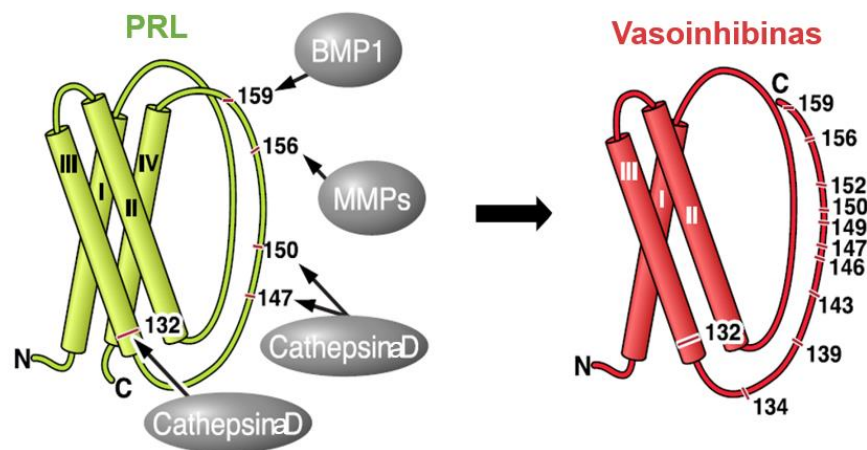 PRL
BMP1
159
156
MMPs
III
I
II
IV
150
147
132
CathepsinaD
CathepsinaD
N
C
Vasoinhibinas
C
159
156
152
150
149
147
146
143
139
134
132
III
I
II
N